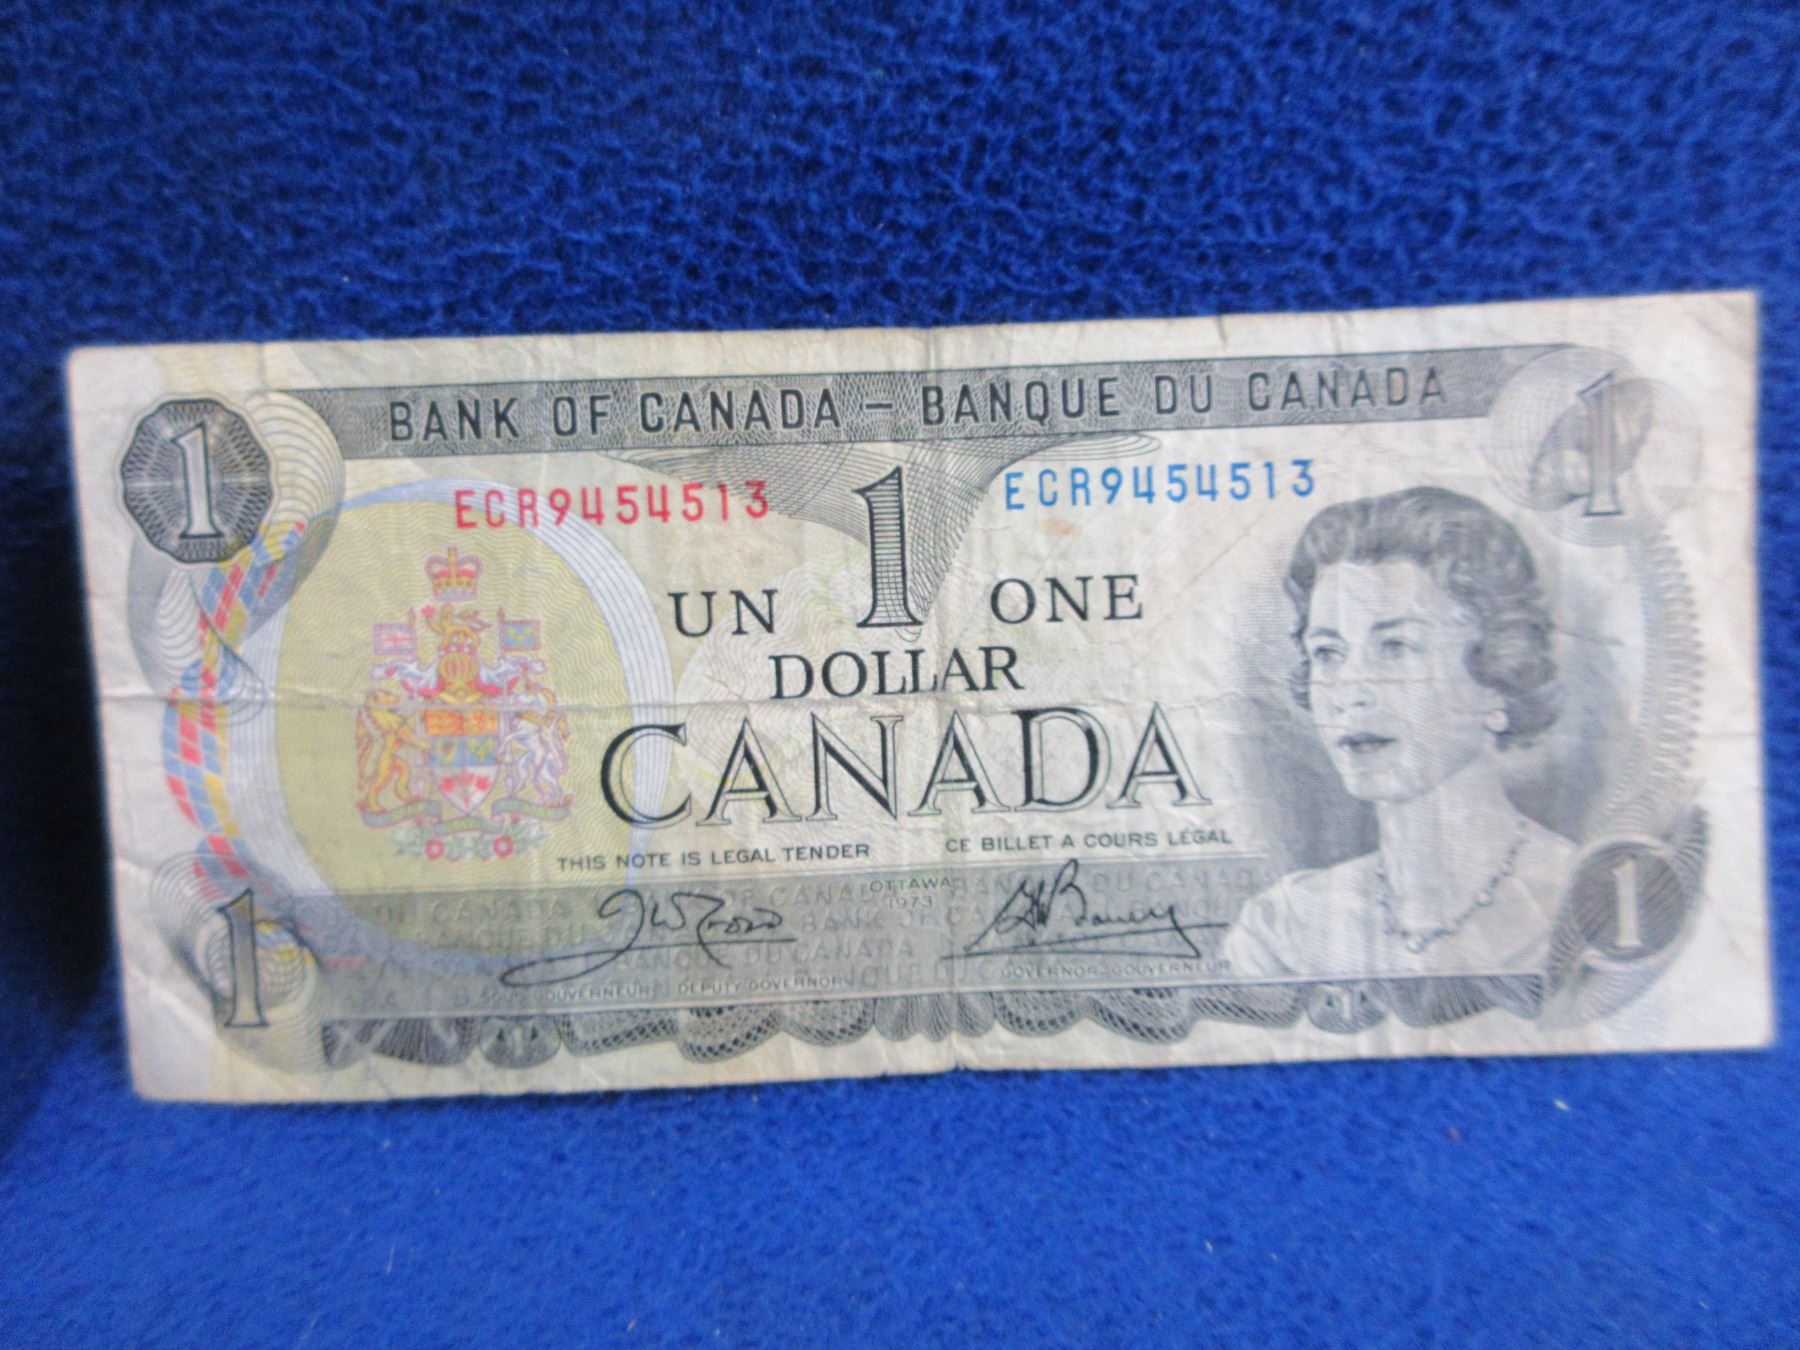 BANK OF CANADA – BANQUE DU CANADA
1 1
ECR9454513 1 ECR9454513
UN ONE
DOLLAR
CANADA
THIS NOTE IS LEGAL TENDER CE BILLET A COURS LÉGAL
OTTAWA
1973
1 1
SOUS-GOUVERNEUR DEPUTY-GOVERNOR GOVERNOR-GOUVERNEUR